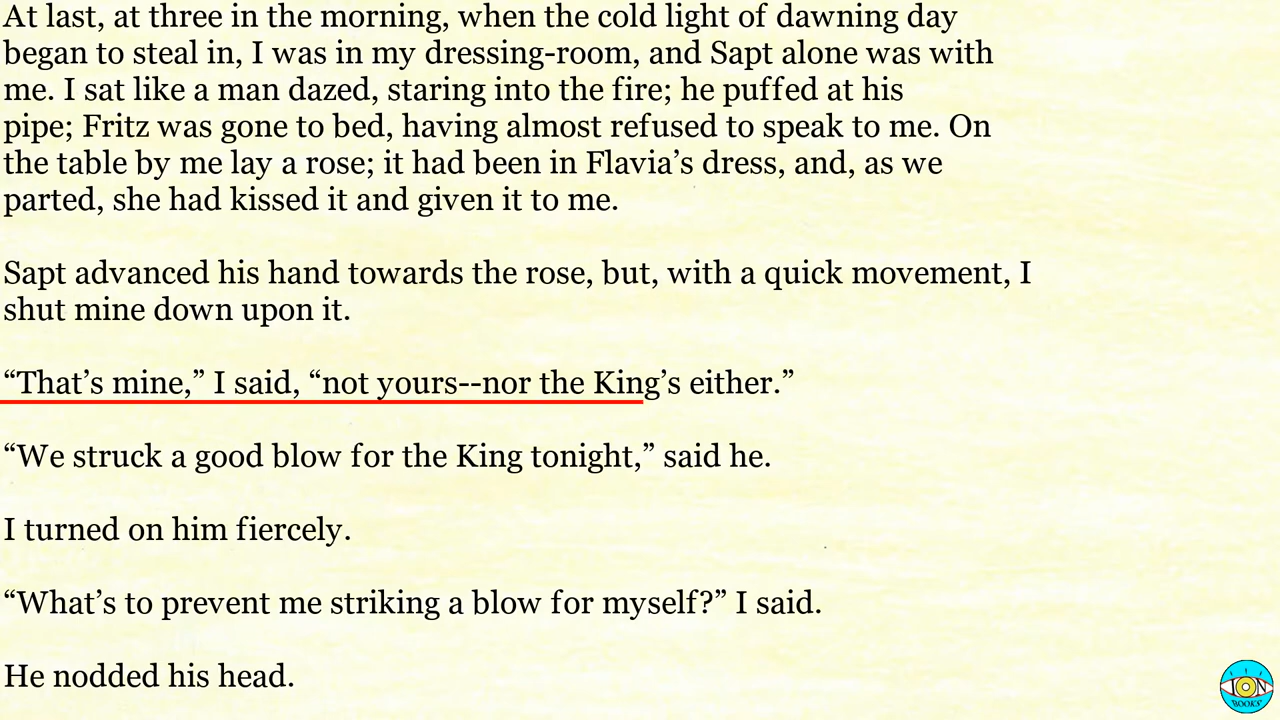 At last, at three in the morning, when the cold light of dawning day
began to steal in, I was in my dressing-room, and Sapt alone was with
me. I sat like a man dazed, staring into the fire; he puffed at his
pipe; Fritz was gone to bed, having almost refused to speak to me. On
the table by me lay a rose; it had been in Flavia’s dress, and, as we
parted, she had kissed it and given it to me.
Sapt advanced his hand towards the rose, but, with a quick movement, I
shut mine down upon it.
“That’s mine,” I said, “not yours--nor the King’s either.”
“We struck a good blow for the King tonight,” said he.
I turned on him fiercely.
“What’s to prevent me striking a blow for myself?” I said.
He nodded his head.
ION
BOOKS